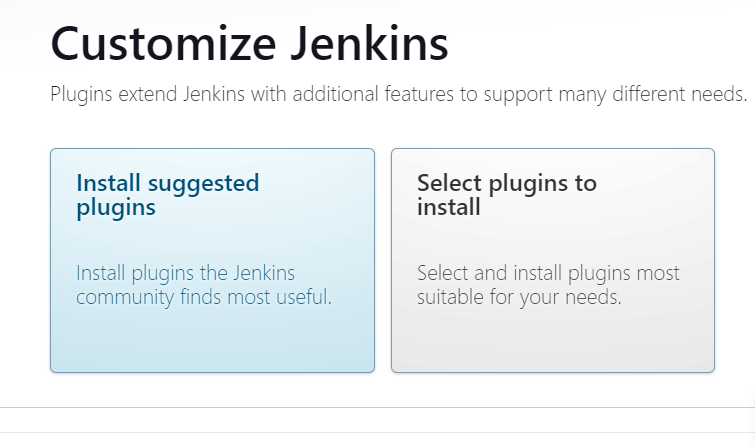 Customize Jenkins
Plugins extend Jenkins with additional features to support many different needs.
Install suggested
plugins
Install plugins the Jenkins
community finds most useful.
Select plugins to
install
Select and install plugins most
suitable for your needs.